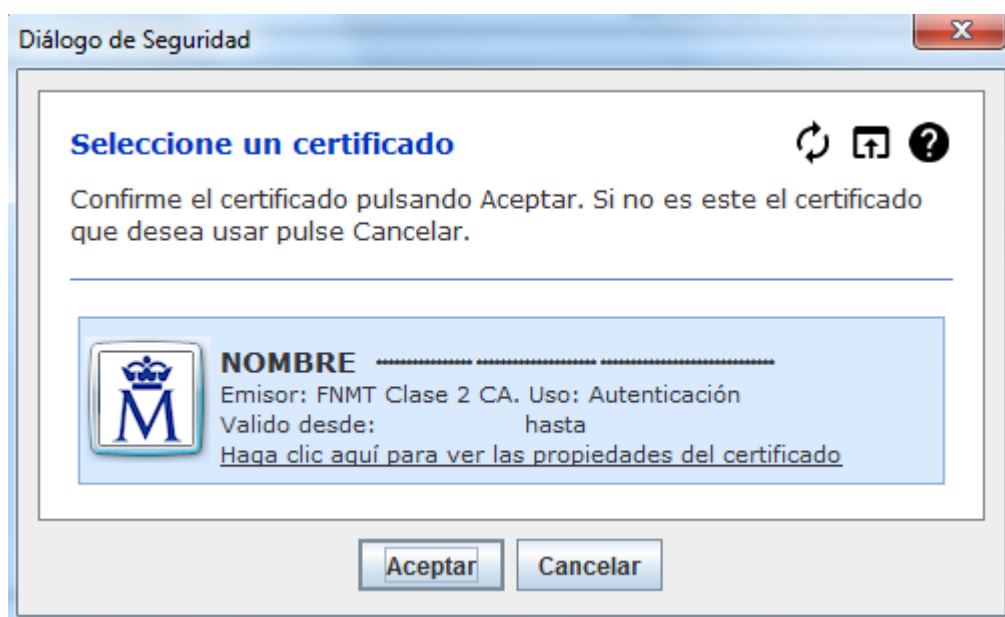 Diálogo de Seguridad
Seleccione un certificado
Confirme el certificado pulsando Aceptar. Si no es este el certificado
que desea usar pulse Cancelar.
NOMBRE
Emisor: FNMT Clase 2 CA. Uso: Autenticación
Valido desde: hasta
Haga clic aquí para ver las propiedades del certificado
Aceptar Cancelar